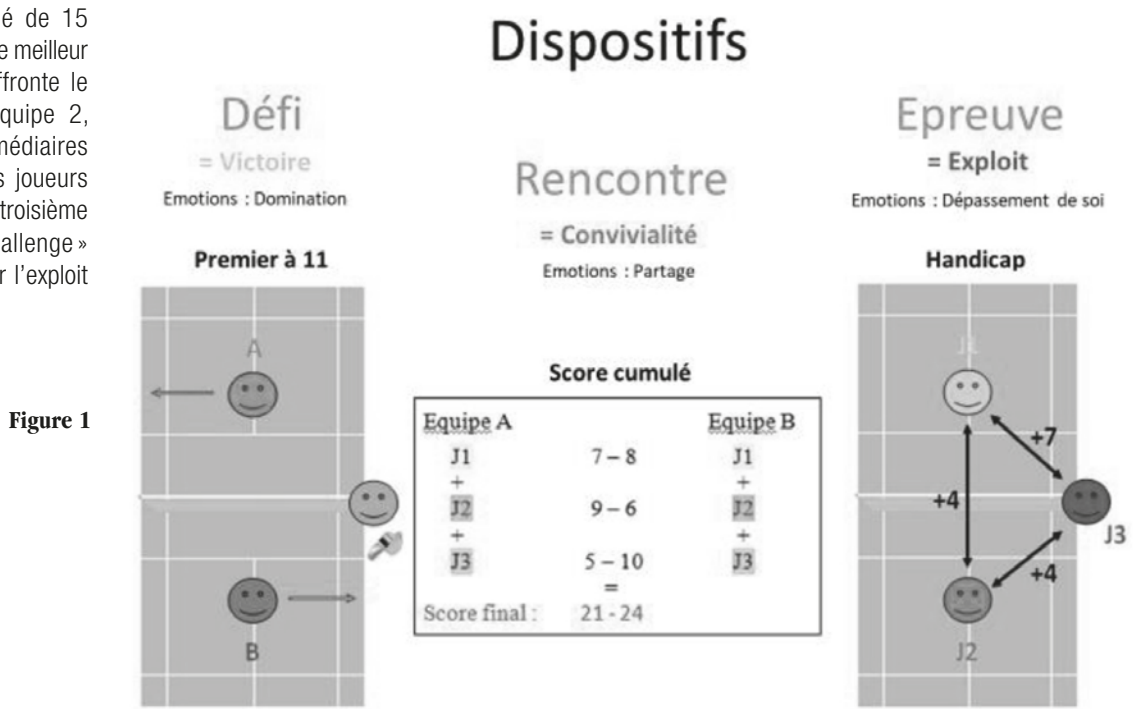 é de 15
e meilleur
ffronte le
quipe 2,
médiaires
s joueurs
troisième
allenge »
r l'exploit
Figure 1
Dispositifs
Défi
= Victoire
Emotions : Domination
Premier à 11
A
B
Rencontre
= Convivialité
Emotions : Partage
Score cumulé
Equipe A Equipe B
J1 7 – 8 J1
+ +
J2 9 – 6 J2
+ +
J3 5 – 10 J3
=
Score final : 21 - 24
Epreuve
= Exploit
Emotions : Dépassement de soi
Handicap
J1
+7
+4
J3
+4
J2